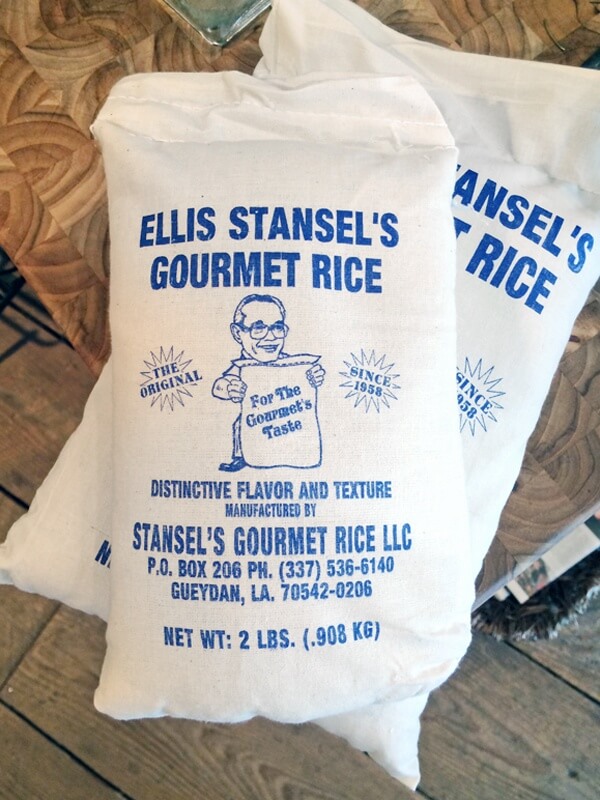 ELLIS STANSEL'S
GOURMET RICE
THE
ORIGINAL
For The
Gourmet's
Taste
SINCE
1958
DISTINCTIVE FLAVOR AND TEXTURE
MANUFACTURED BY
STANSEL'S GOURMET RICE LLC
P.O. BOX 206 PH. (337) 536-6140
GUEYDAN, LA. 70542-0206
NET WT: 2 LBS. (.908 KG)
ANSEL'S
T RICE
SINCE
958
N